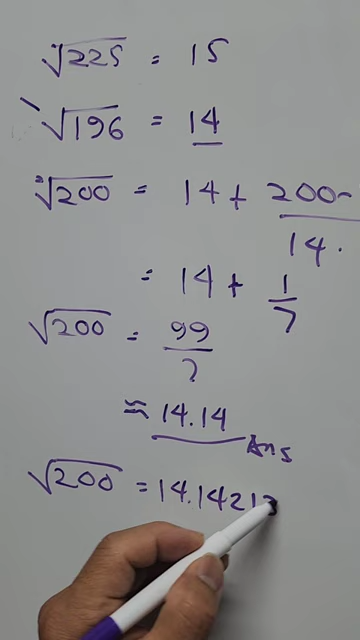 √225 = 15
√196 = 14
²√200 = 14 + 200-/14.
= 14 + 1/7
√200 = 99/7
≈ 14.14 Ans
√200 = 14.1421